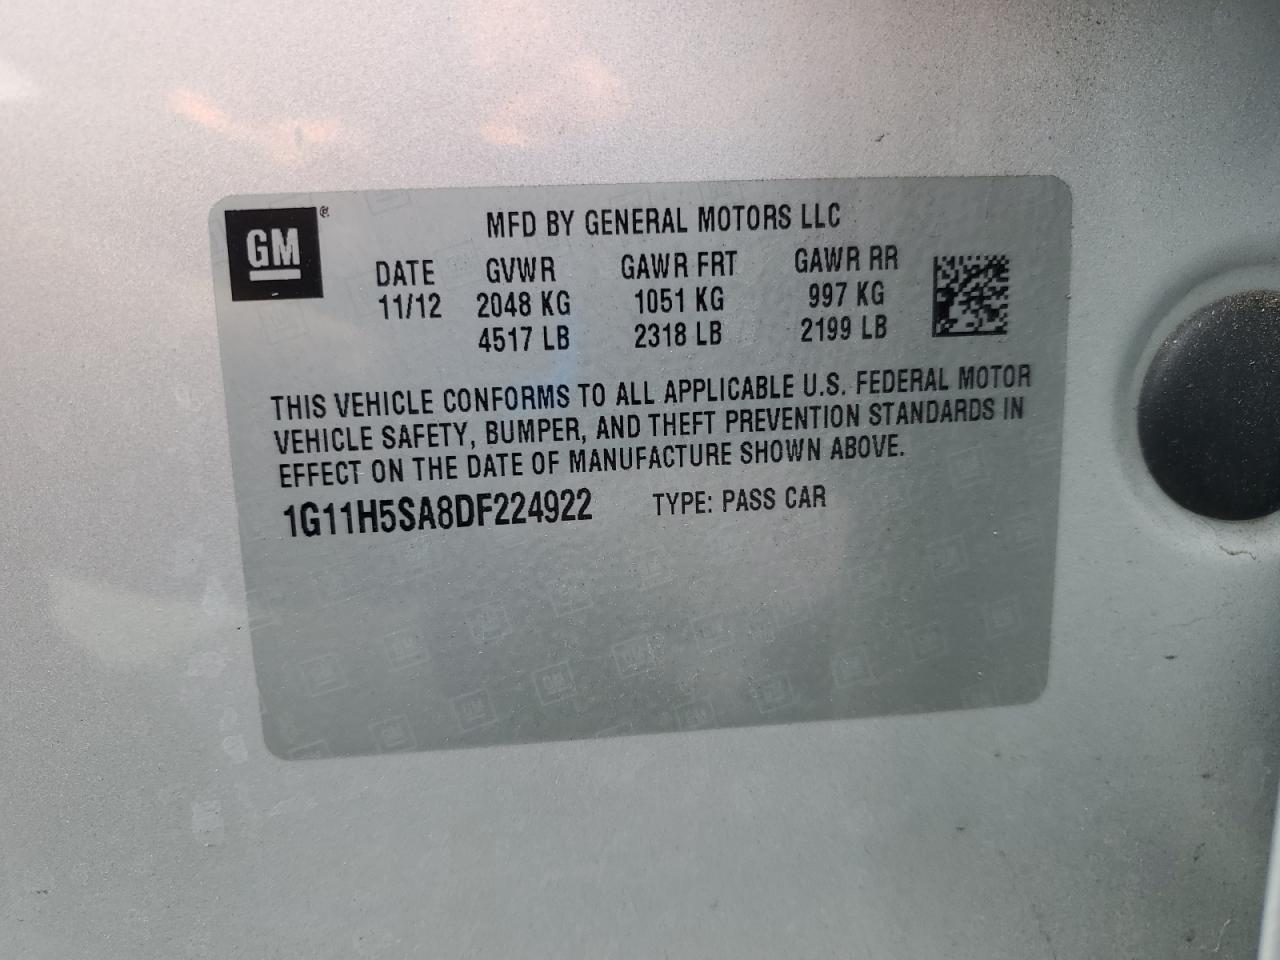 GM®
MFD BY GENERAL MOTORS LLC
DATE GVWR GAWR FRT GAWR RR
11/12 2048 KG 1051 KG 997 KG
4517 LB 2318 LB 2199 LB
THIS VEHICLE CONFORMS TO ALL APPLICABLE U.S. FEDERAL MOTOR
VEHICLE SAFETY, BUMPER, AND THEFT PREVENTION STANDARDS IN
EFFECT ON THE DATE OF MANUFACTURE SHOWN ABOVE.
1G11H5SA8DF224922 TYPE: PASS CAR